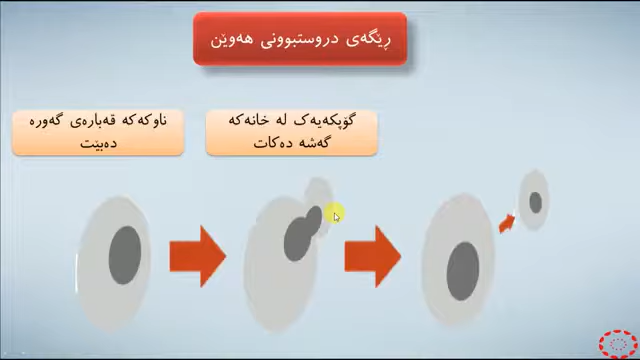 ڕێگەی دروستبوونی هەوێن
گۆپکەیەک لە خانەکە
گەشە دەکات
ناوکەکە قەبارەی گەورە
دەبێت